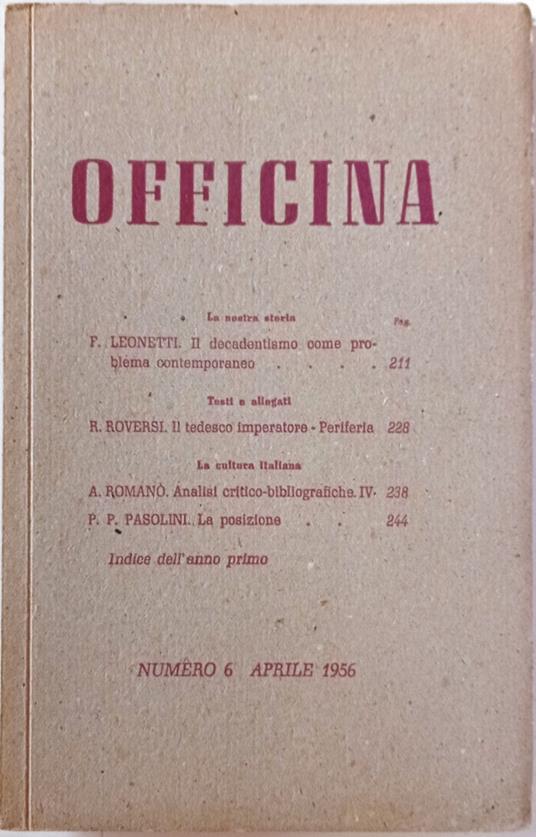 OFFICINA
La nostra storia
Pag.
F. LEONETTI. Il decadentismo come pro-
blema contemporaneo . . . . 211
Testi e allegati
R. ROVERSI. Il tedesco imperatore - Periferia 228
La cultura italiana
A. ROMANÒ. Analisi critico-bibliografiche. IV. 238
P. P. PASOLINI. La posizione . . 244
Indice dell'anno primo
NUMERO 6 APRILE 1956